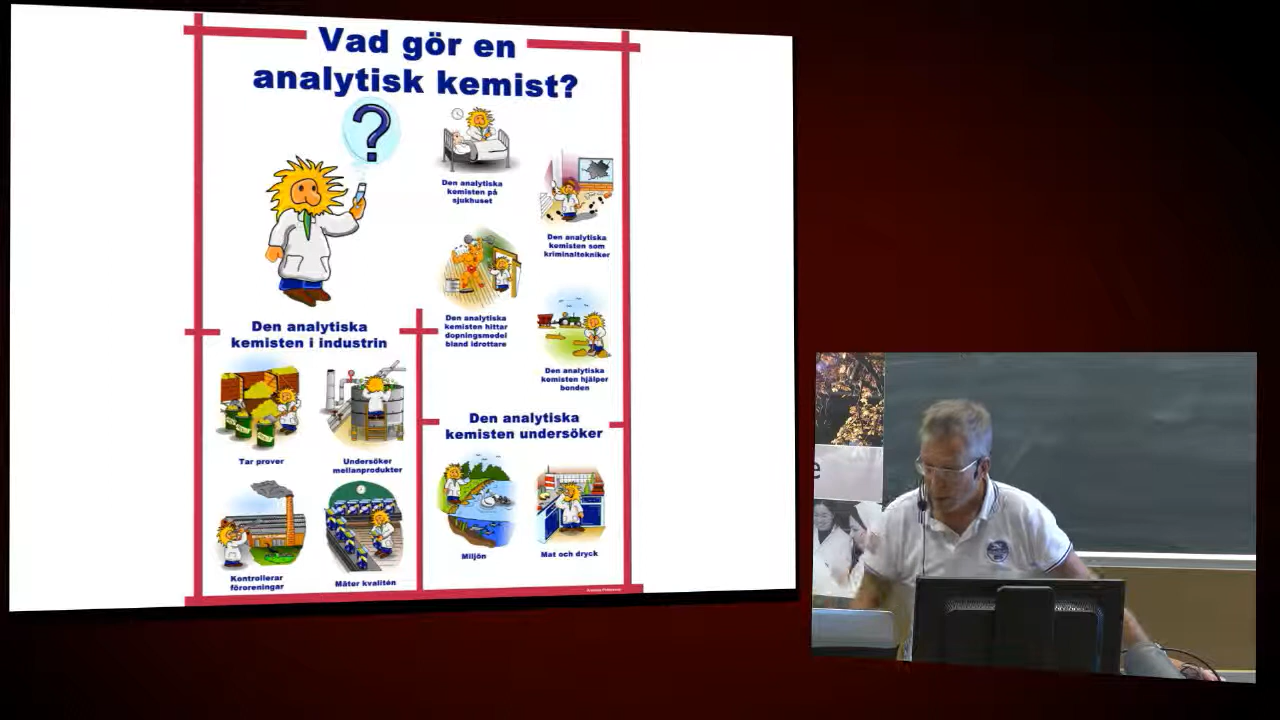 Vad gör en
analytisk kemist?
?
Den analytiska
kemisten på
sjukhuset
Den analytiska
kemisten som
kriminaltekniker
Den analytiska
kemisten hittar
dopningsmedel
bland idrottare
Den analytiska
kemisten hjälper
bonden
Den analytiska
kemisten i industrin
Tar prover
Undersöker
mellanprodukter
Kontrollerar
föroreningar
Mäter kvalitén
Den analytiska
kemisten undersöker
Miljön
Mat och dryck
e